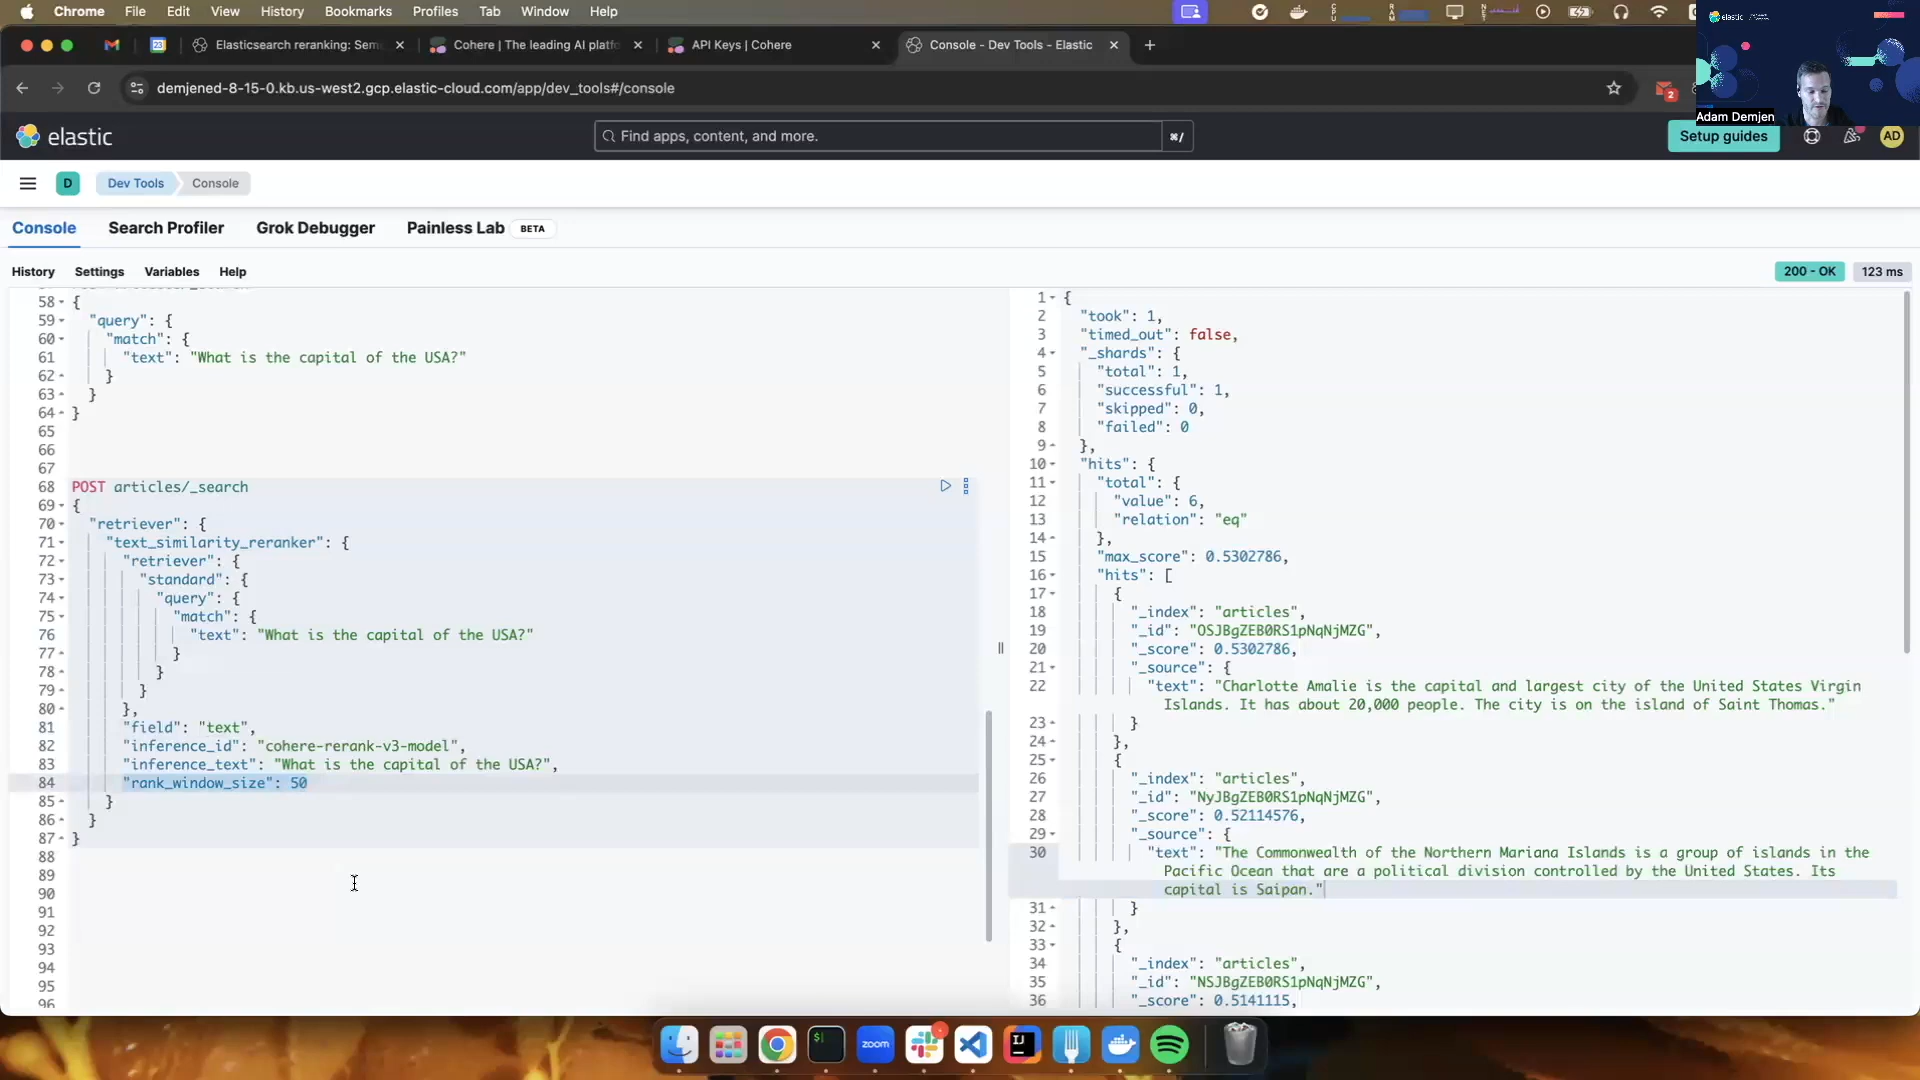 Chrome File Edit View History Bookmarks Profiles Tab Window Help
Elasticsearch reranking: Sem
Cohere | The leading AI platfo
API Keys | Cohere
Console - Dev Tools - Elastic
demjened-8-15-0.kb.us-west2.gcp.elastic-cloud.com/app/dev_tools#/console
2
elastic
Adam Demjen
elastic
Find apps, content, and more.
⌘/
Setup guides
AD
D
Dev Tools
Console
Console
Search Profiler
Grok Debugger
Painless Lab
BETA
History
Settings
Variables
Help
200 - OK
123 ms
58 {
59 "query": {
60 "match": {
61 "text": "What is the capital of the USA?"
62 }
63 }
64 }
65
66
67
68 POST articles/_search
69 {
70 "retriever": {
71 "text_similarity_reranker": {
72 "retriever": {
73 "standard": {
74 "query": {
75 "match": {
76 "text": "What is the capital of the USA?"
77 }
78 }
79 }
80 },
81 "field": "text",
82 "inference_id": "cohere-rerank-v3-model",
83 "inference_text": "What is the capital of the USA?",
84 "rank_window_size": 50
85 }
86 }
87 }
88
89
90
91
92
93
94
95
96
1 {
2 "took": 1,
3 "timed_out": false,
4 "_shards": {
5 "total": 1,
6 "successful": 1,
7 "skipped": 0,
8 "failed": 0
9 },
10 "hits": {
11 "total": {
12 "value": 6,
13 "relation": "eq"
14 },
15 "max_score": 0.5302786,
16 "hits": [
17 {
18 "_index": "articles",
19 "_id": "OSJBgZEB0RS1pNqNjMZG",
20 "_score": 0.5302786,
21 "_source": {
22 "text": "Charlotte Amalie is the capital and largest city of the United States Virgin
Islands. It has about 20,000 people. The city is on the island of Saint Thomas."
23 }
24 },
25 {
26 "_index": "articles",
27 "_id": "NyJBgZEB0RS1pNqNjMZG",
28 "_score": 0.52114576,
29 "_source": {
30 "text": "The Commonwealth of the Northern Mariana Islands is a group of islands in the
Pacific Ocean that are a political division controlled by the United States. Its
capital is Saipan."
31 }
32 },
33 {
34 "_index": "articles",
35 "_id": "NSJBgZEB0RS1pNqNjMZG",
36 "_score": 0.5141115,
zoom